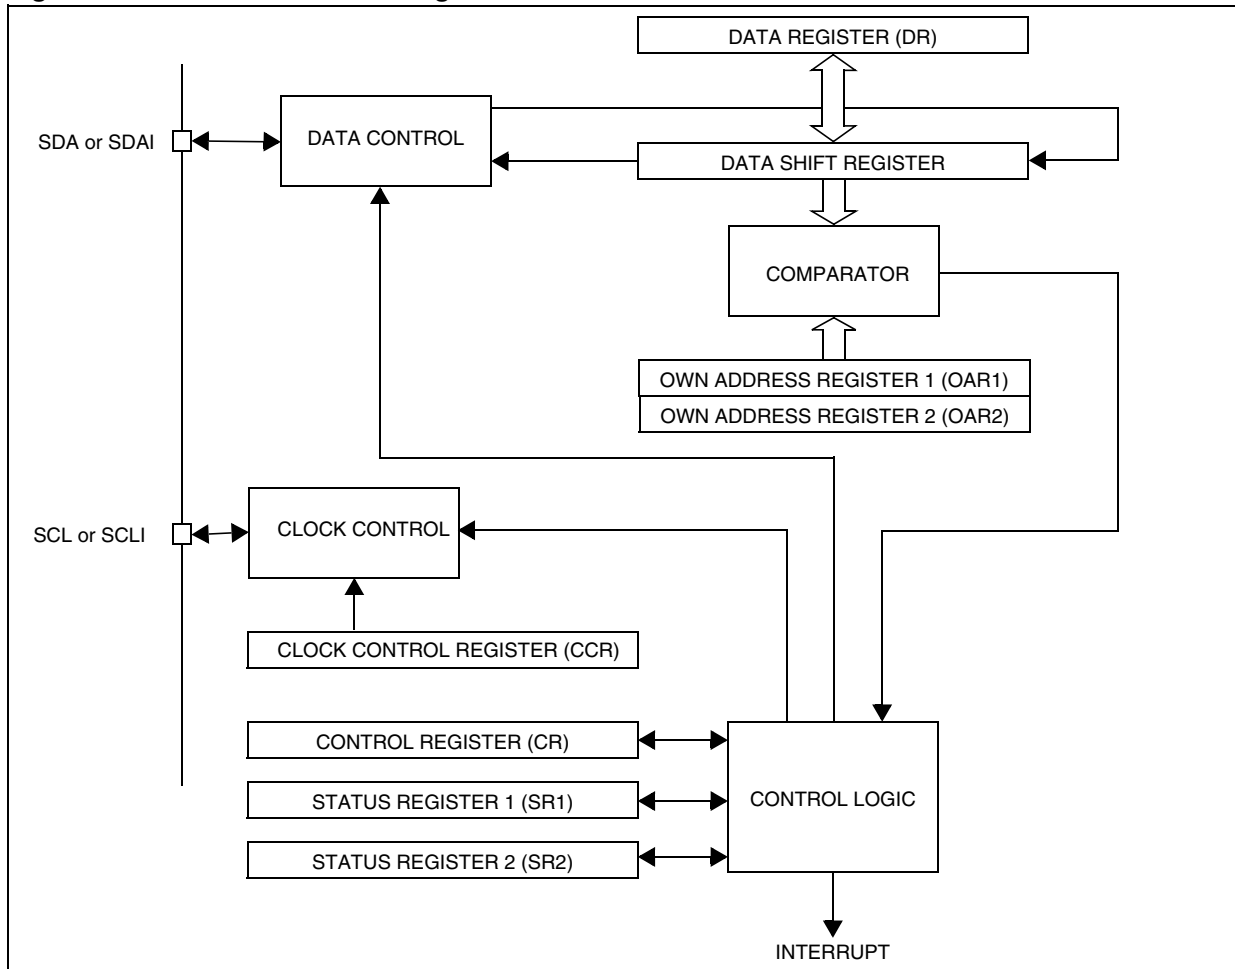 DATA REGISTER (DR)
SDA or SDAI
DATA CONTROL
DATA SHIFT REGISTER
COMPARATOR
OWN ADDRESS REGISTER 1 (OAR1)
OWN ADDRESS REGISTER 2 (OAR2)
SCL or SCLI
CLOCK CONTROL
CLOCK CONTROL REGISTER (CCR)
CONTROL REGISTER (CR)
STATUS REGISTER 1 (SR1)
CONTROL LOGIC
STATUS REGISTER 2 (SR2)
INTERRUPT